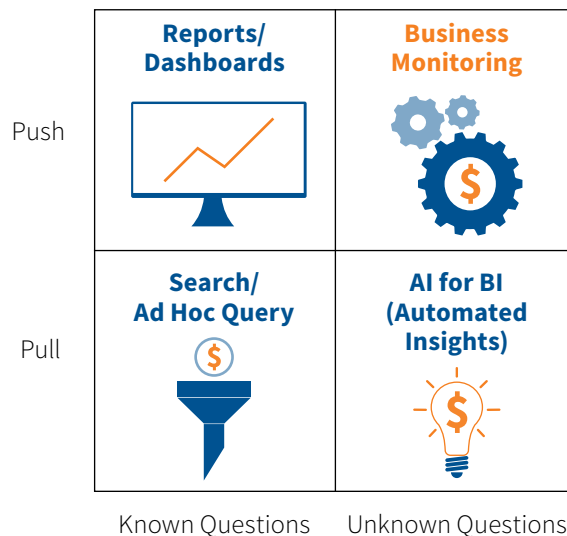 Reports/
Dashboards
Business
Monitoring
Push
$
Search/
Ad Hoc Query
AI for BI
(Automated
Insights)
Pull
$
$
Known Questions
Unknown Questions